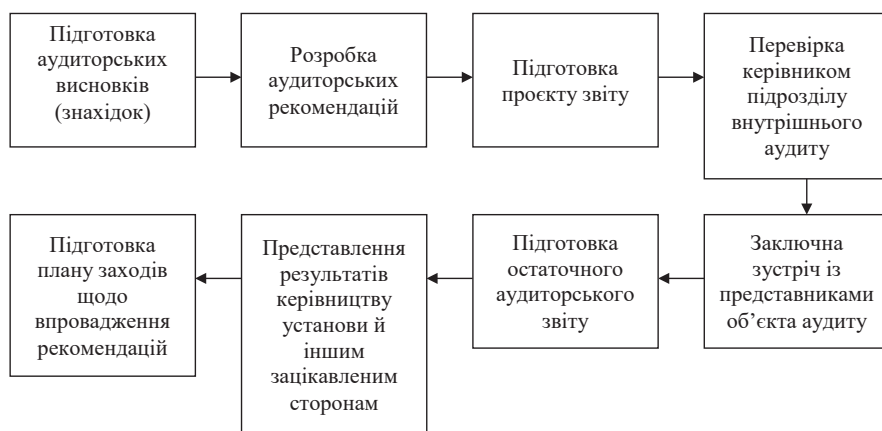 Підготовка
аудиторських
висновків
(знахідок)
Розробка
аудиторських
рекомендацій
Підготовка
проєкту звіту
Перевірка
керівником
підрозділу
внутрішнього
аудиту
Заключна
зустріч із
представниками
об’єкта аудиту
Підготовка
остаточного
аудиторського
звіту
Представлення
результатів
керівництву
установи й
іншим
зацікавленим
сторонам
Підготовка
плану заходів
щодо
впровадження
рекомендацій